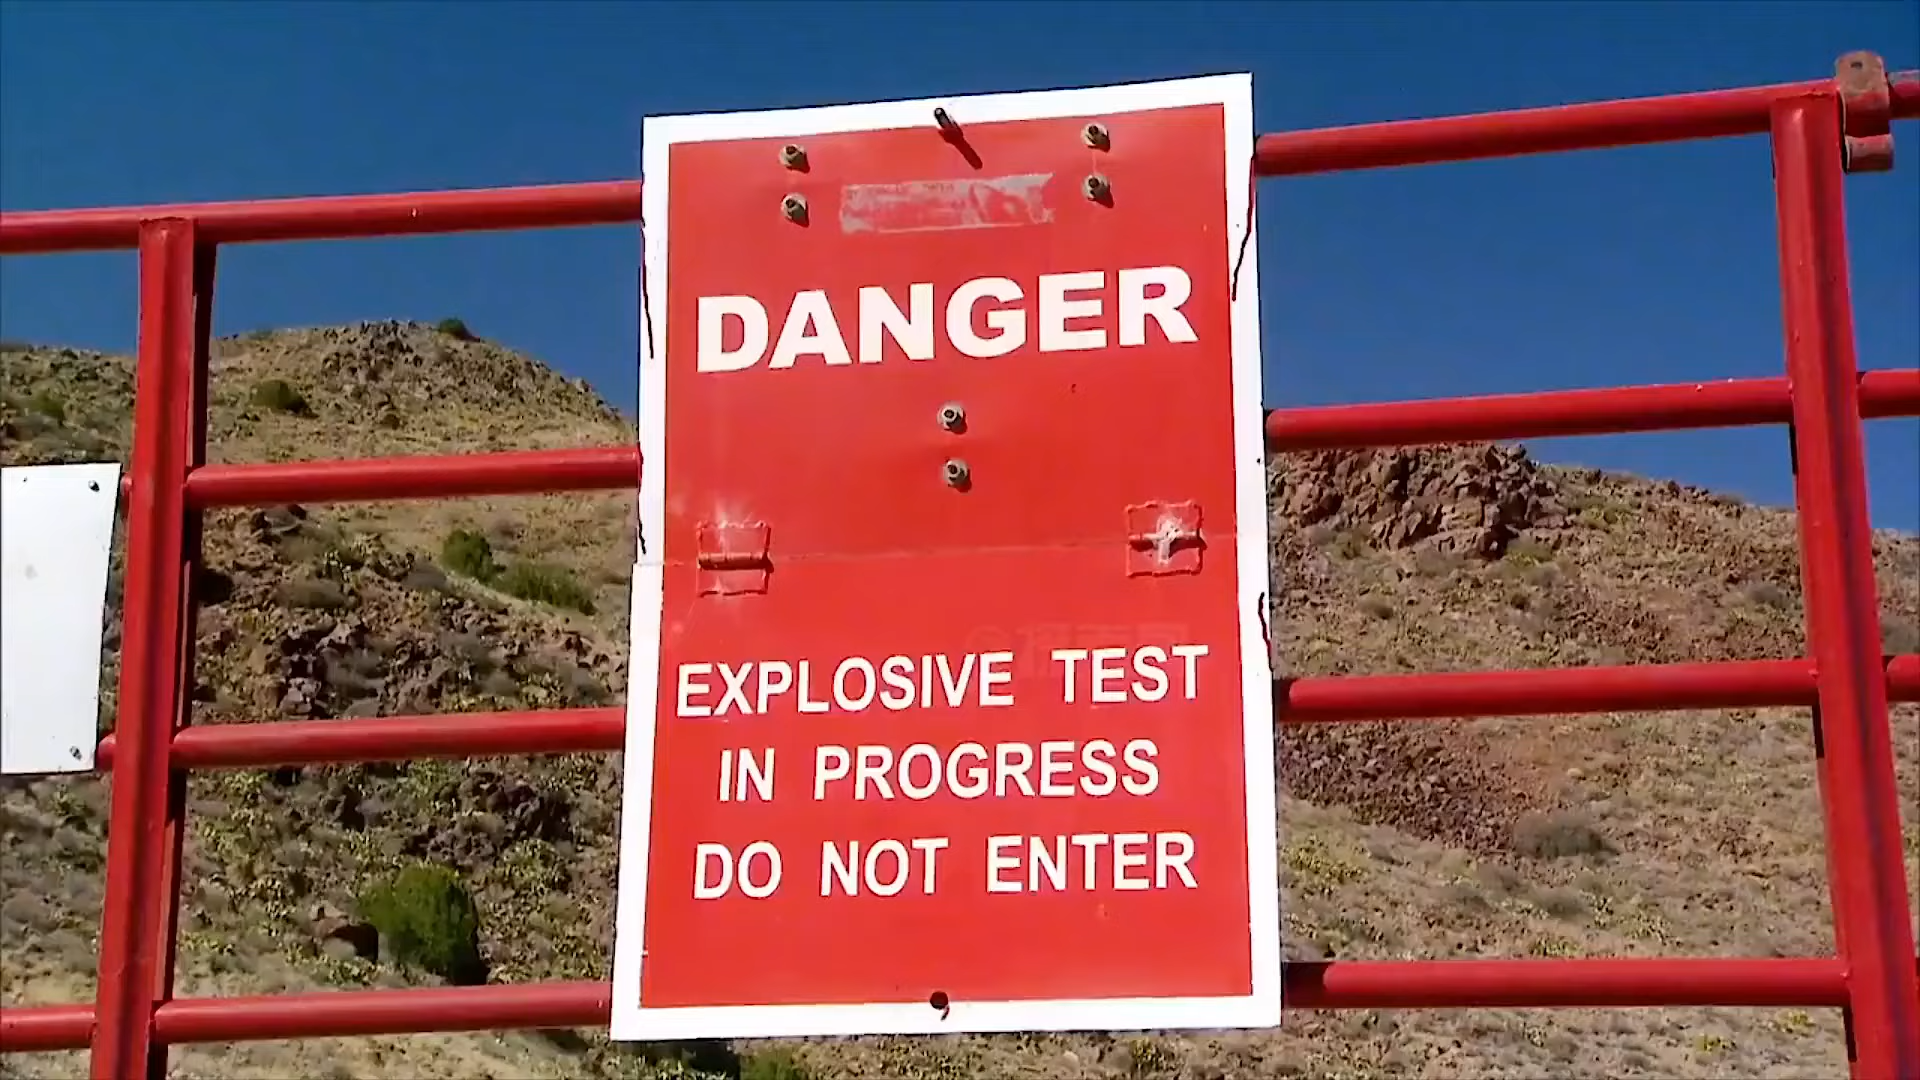 DANGER
EXPLOSIVE TEST
IN PROGRESS
DO NOT ENTER